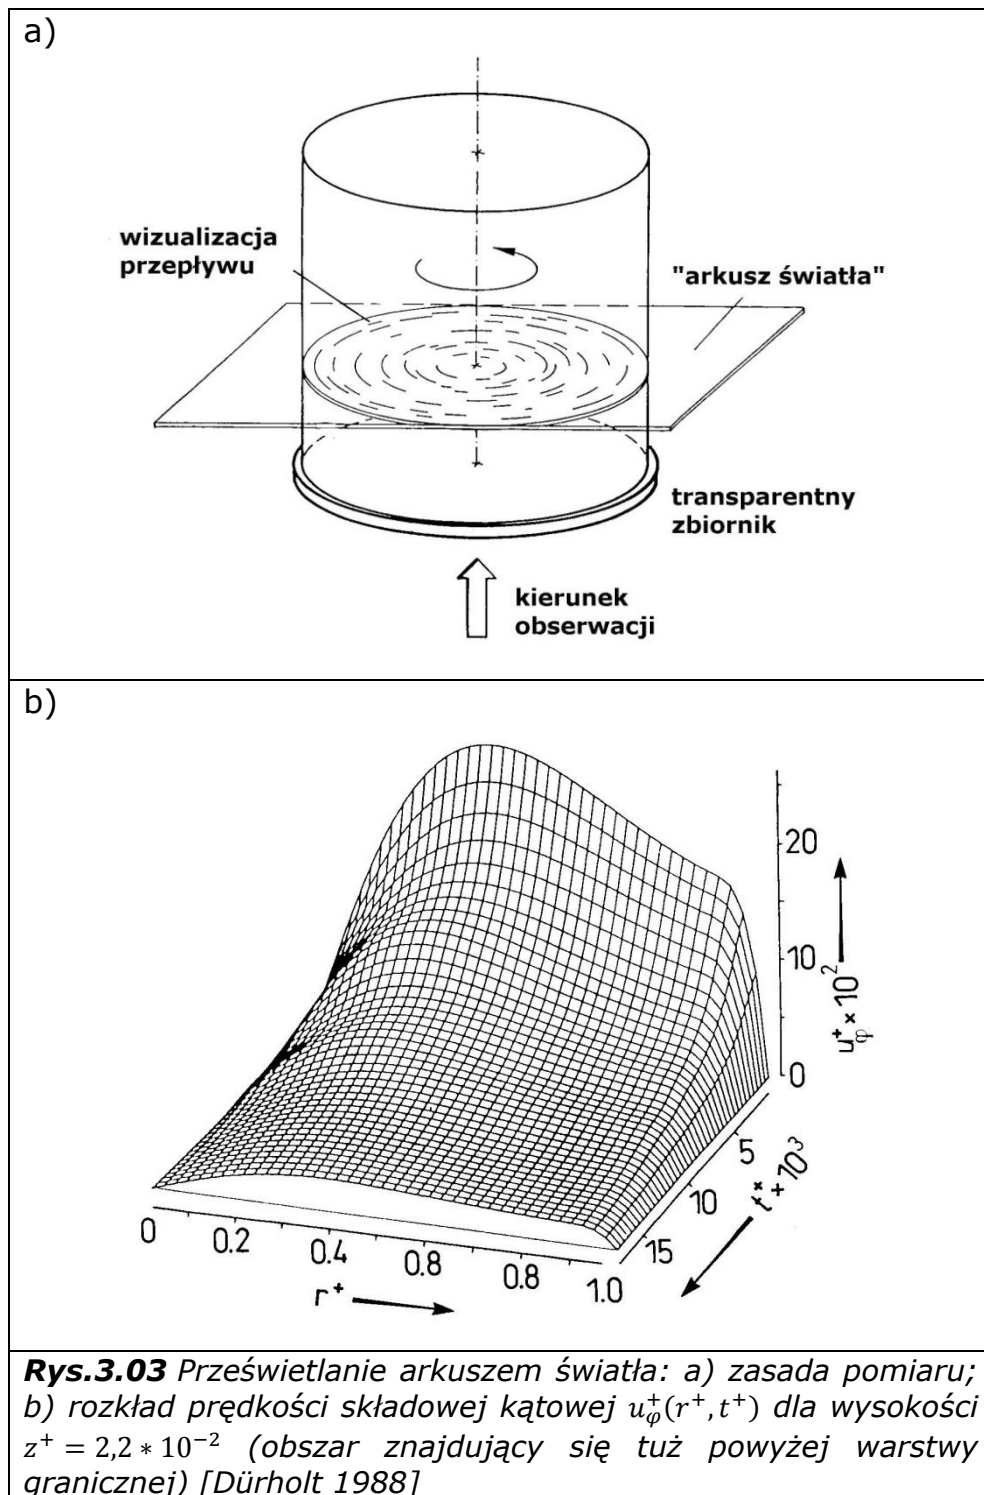 a)
wizualizacja
przepływu
"arkusz światła"
transparentny
zbiornik
kierunek
obserwacji
b)
20
10
0
u⁺φ × 10²
5
10
15
t⁺ × 10³
0
0.2
0.4
0.8
0.8
1.0
r⁺
Rys.3.03 Prześwietlanie arkuszem światła: a) zasada pomiaru;
b) rozkład prędkości składowej kątowej u⁺φ(r⁺, t⁺) dla wysokości
z⁺ = 2,2 * 10⁻² (obszar znajdujący się tuż powyżej warstwy
granicznej) [Dürholt 1988]